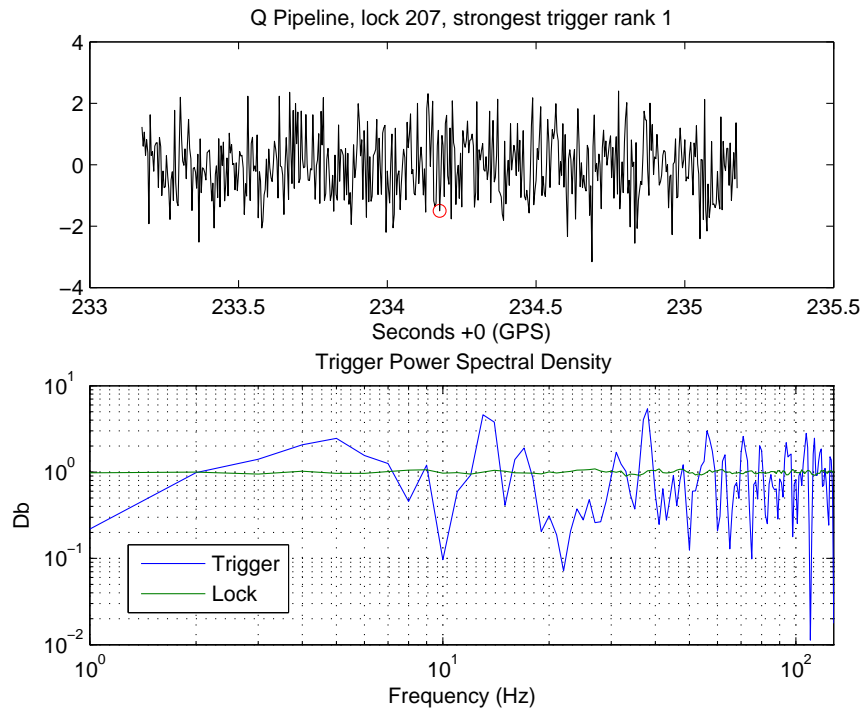 Q Pipeline, lock 207, strongest trigger rank 1
4
2
0
−2
−4
233 233.5 234 234.5 235 235.5
Seconds +0 (GPS)
Trigger Power Spectral Density
10^1
10^0
10^−1
10^−2
Db
Trigger
Lock
10^0 10^1 10^2
Frequency (Hz)